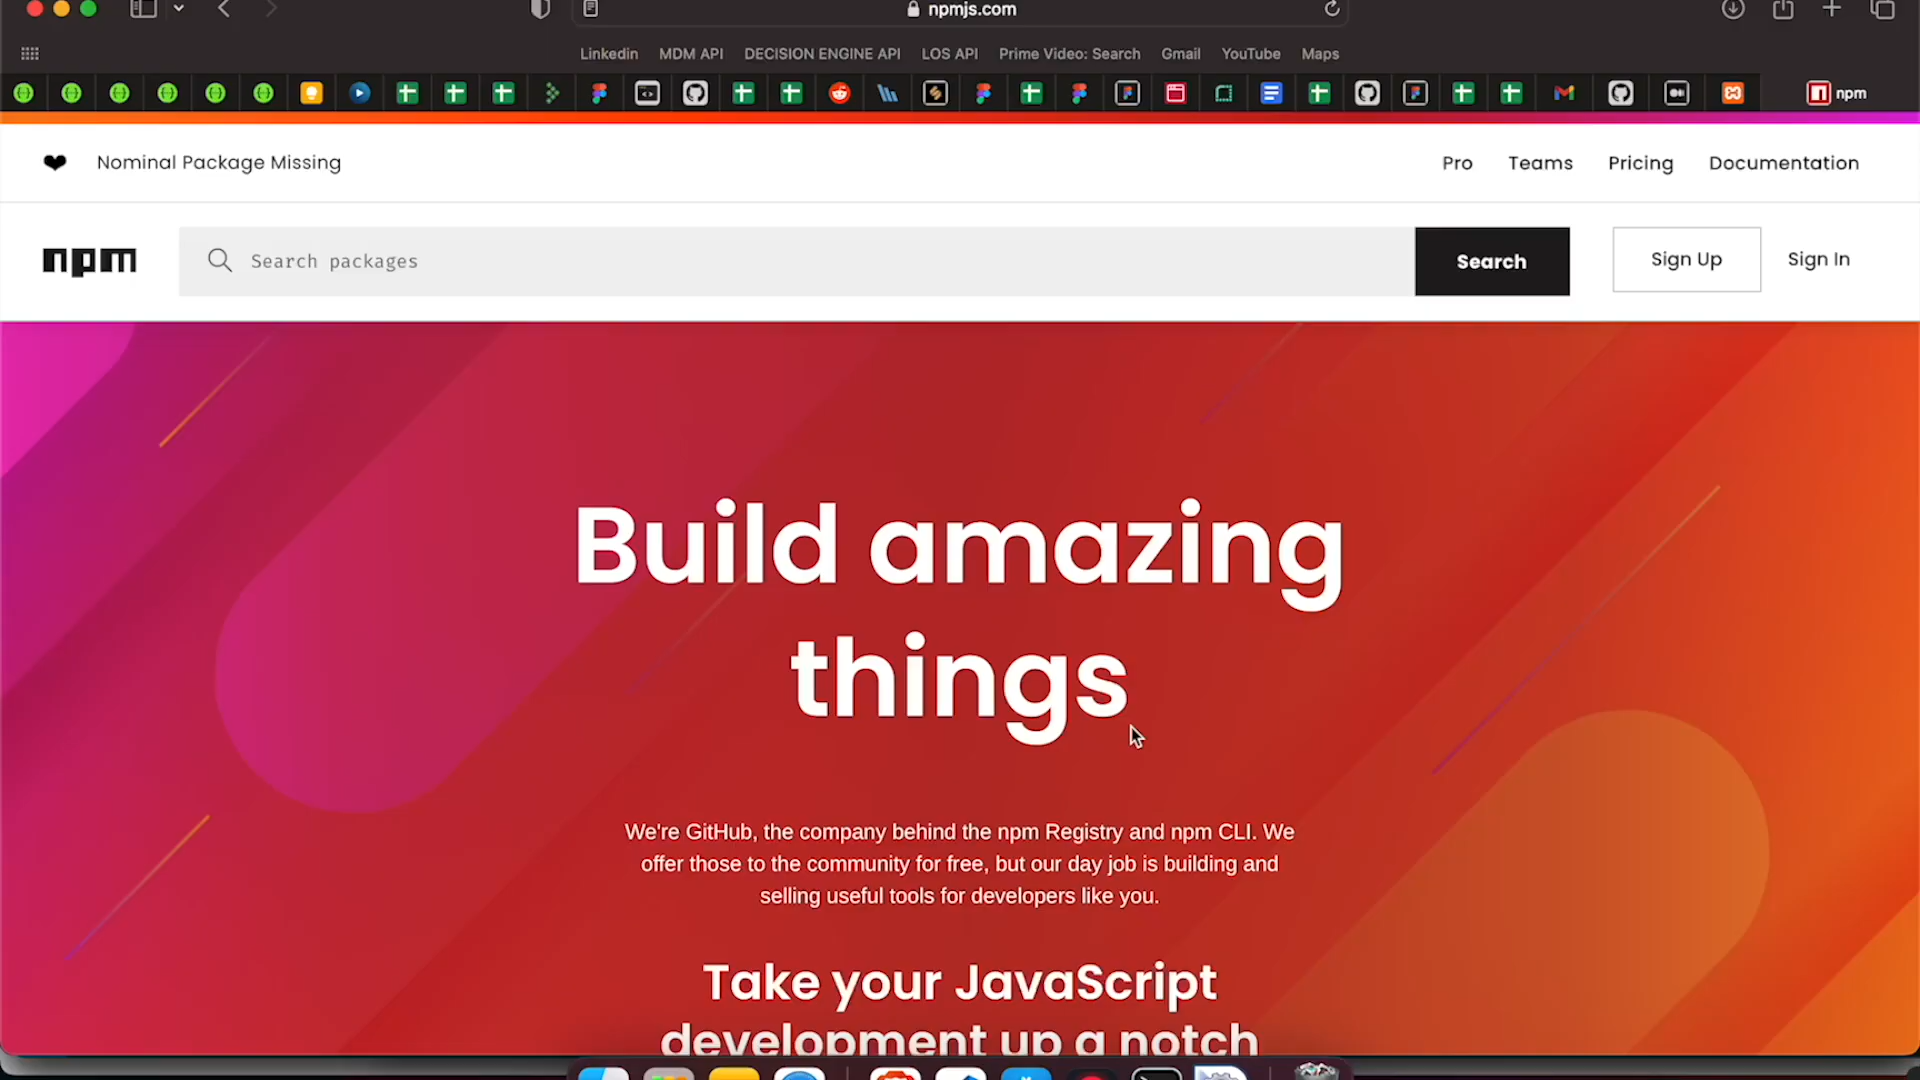 npmjs.com
Linkedin MDM API DECISION ENGINE API LOS API Prime Video: Search Gmail YouTube Maps
npm
Nominal Package Missing
Pro Teams Pricing Documentation
npm
Search packages
Search
Sign Up
Sign In
Build amazing
things
We're GitHub, the company behind the npm Registry and npm CLI. We
offer those to the community for free, but our day job is building and
selling useful tools for developers like you.
Take your JavaScript
development up a notch